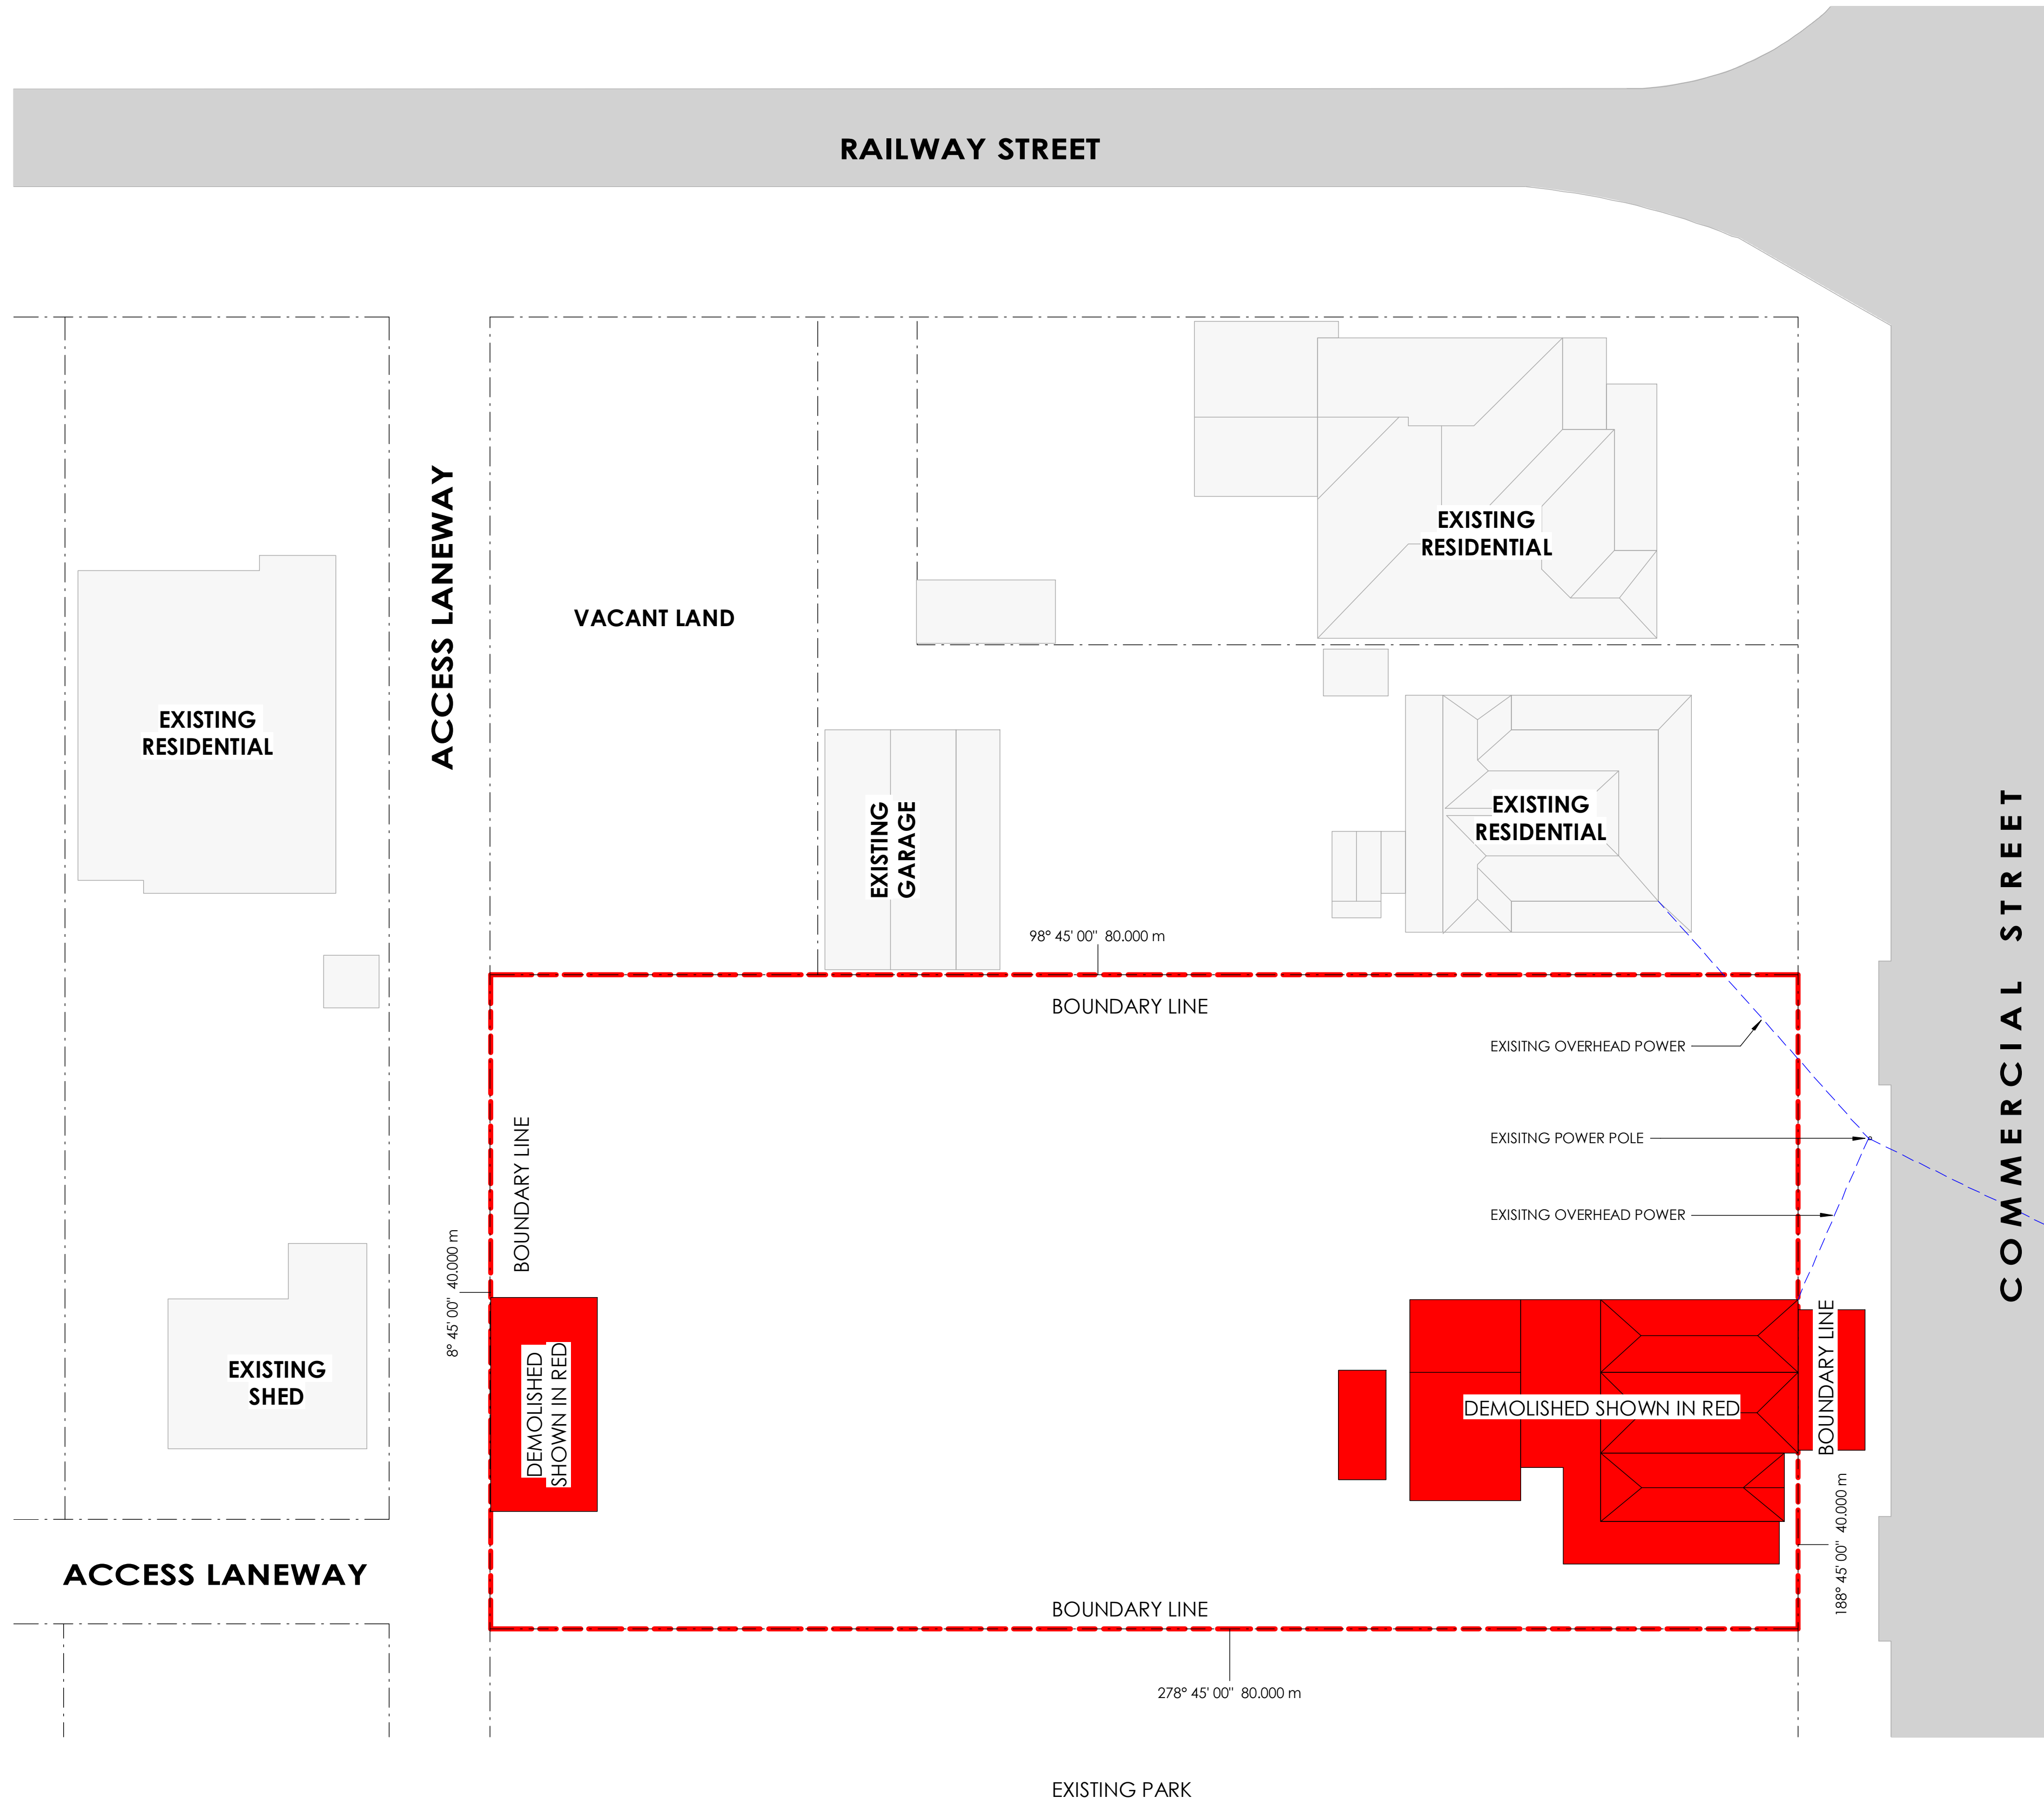 RAILWAY STREET
ACCESS LANEWAY
VACANT LAND
EXISTING
RESIDENTIAL
EXISTING
RESIDENTIAL
EXISTING
GARAGE
EXISTING
RESIDENTIAL
COMMERCIAL STREET
98° 45' 00" 80.000 m
BOUNDARY LINE
EXISITNG OVERHEAD POWER
BOUNDARY LINE
EXISITNG POWER POLE
EXISITNG OVERHEAD POWER
8° 45' 00" 40.000 m
EXISTING
SHED
DEMOLISHED
SHOWN IN RED
DEMOLISHED SHOWN IN RED
BOUNDARY LINE
188° 45' 00" 40.000 m
ACCESS LANEWAY
BOUNDARY LINE
278° 45' 00" 80.000 m
EXISTING PARK